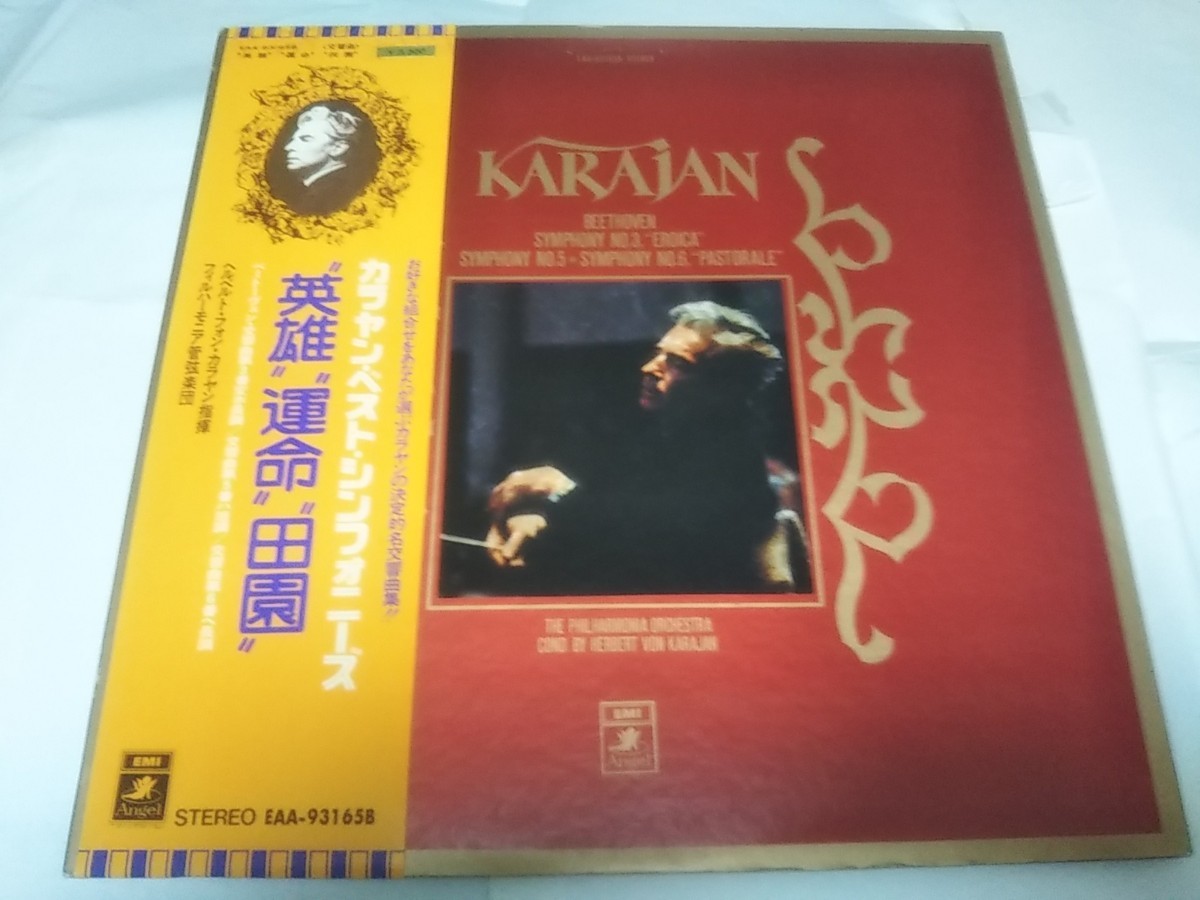 KARAJAN
BEETHOVEN
SYMPHONY NO.3, "EROICA"
SYMPHONY NO.5 • SYMPHONY NO.6, "PASTORALE"
THE PHILHARMONIA ORCHESTRA
COND. BY HERBERT VON KARAJAN
EMI
Angel
カラヤン・ベスト・シンフォニーズ
"英雄" "運命" "田園"
ヘルベルト・フォン・カラヤン指揮
フィルハーモニア管弦楽団
EMI
Angel
STEREO EAA-93165B